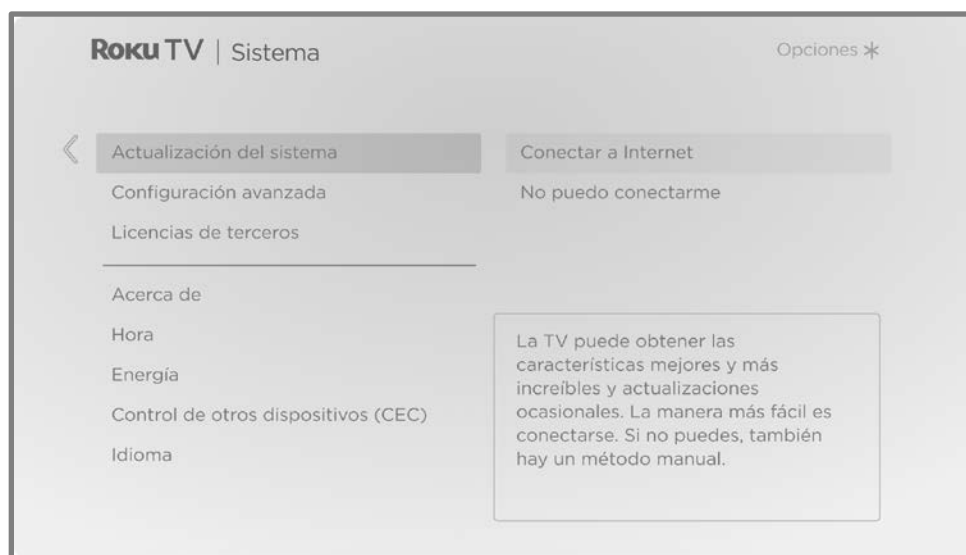 Roku TV | Sistema
Opciones ✱
Actualización del sistema
Configuración avanzada
Licencias de terceros
Acerca de
Hora
Energía
Control de otros dispositivos (CEC)
Idioma
Conectar a Internet
No puedo conectarme
La TV puede obtener las
características mejores y más
increíbles y actualizaciones
ocasionales. La manera más fácil es
conectarse. Si no puedes, también
hay un método manual.